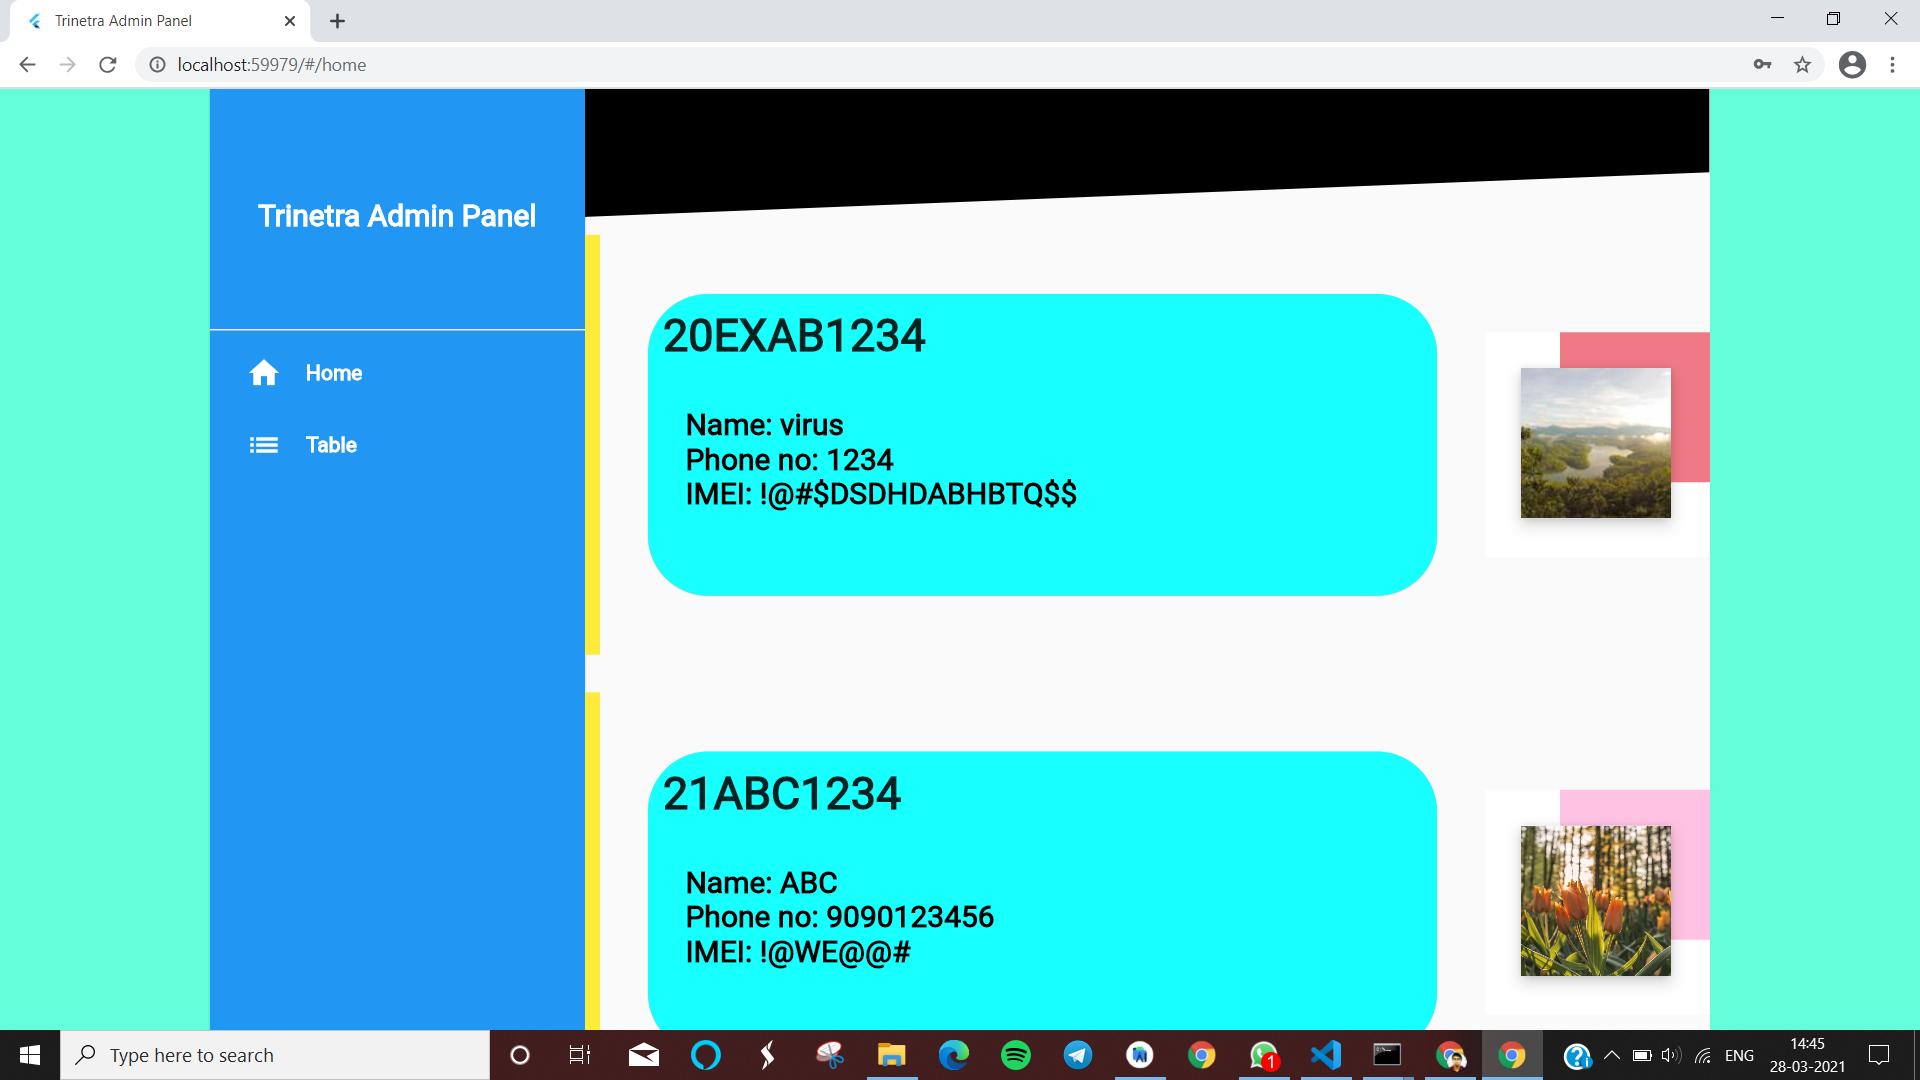 Trinetra Admin Panel
localhost:59979/#/home
Trinetra Admin Panel
Home
Table
20EXAB1234
Name: virus
Phone no: 1234
IMEI: !@#$DSDHDABHBTQ$$
21ABC1234
Name: ABC
Phone no: 9090123456
IMEI: !@WE@@#
Type here to search
1
ENG
14:45
28-03-2021